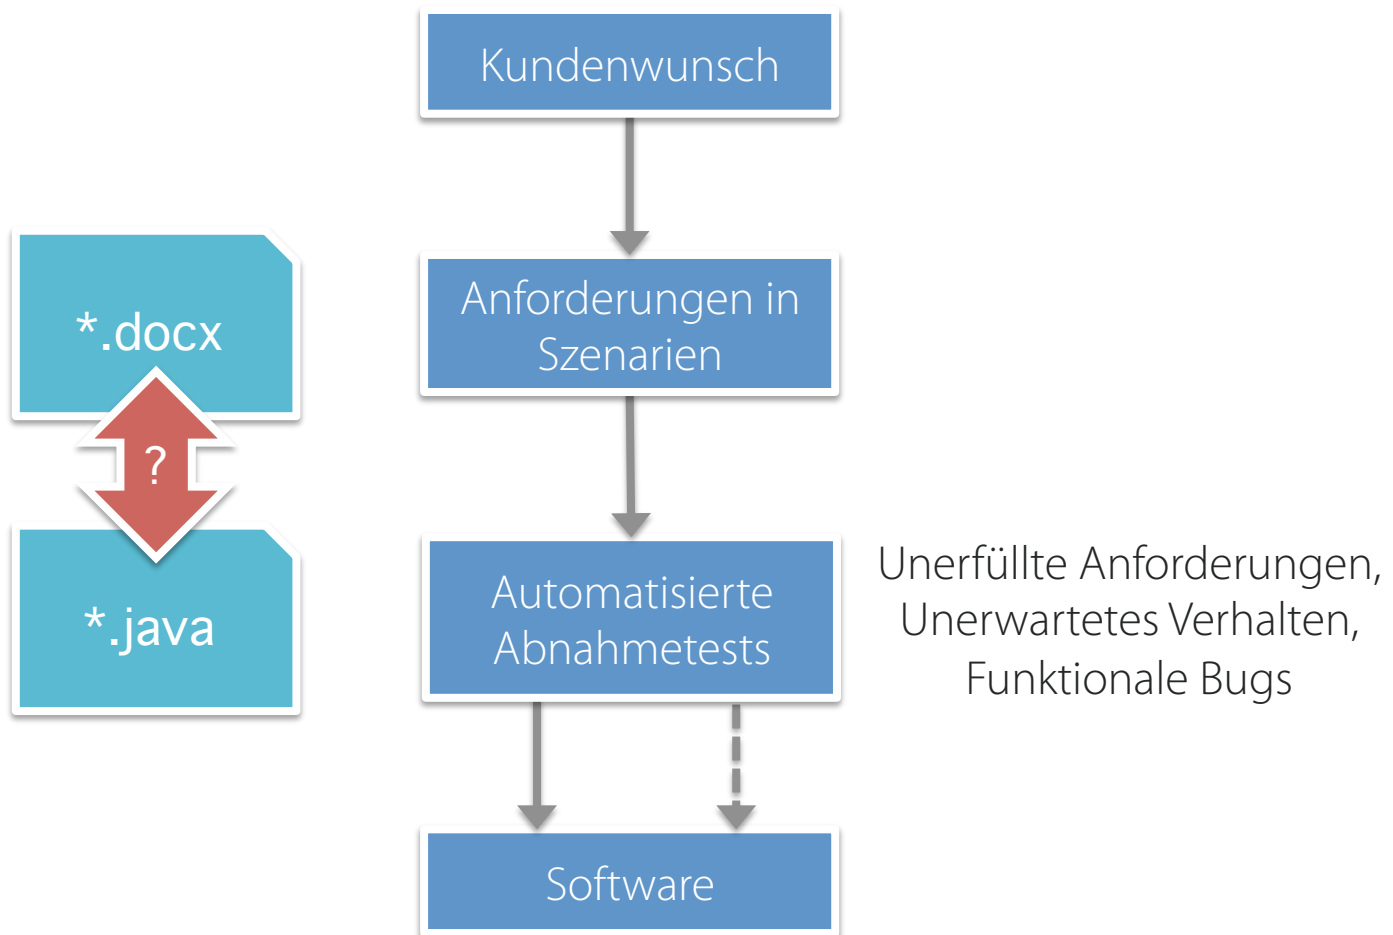 Kundenwunsch
Anforderungen in
Szenarien
*.docx
?
*.java
Automatisierte
Abnahmetests
Unerfüllte Anforderungen,
Unerwartetes Verhalten,
Funktionale Bugs
Software